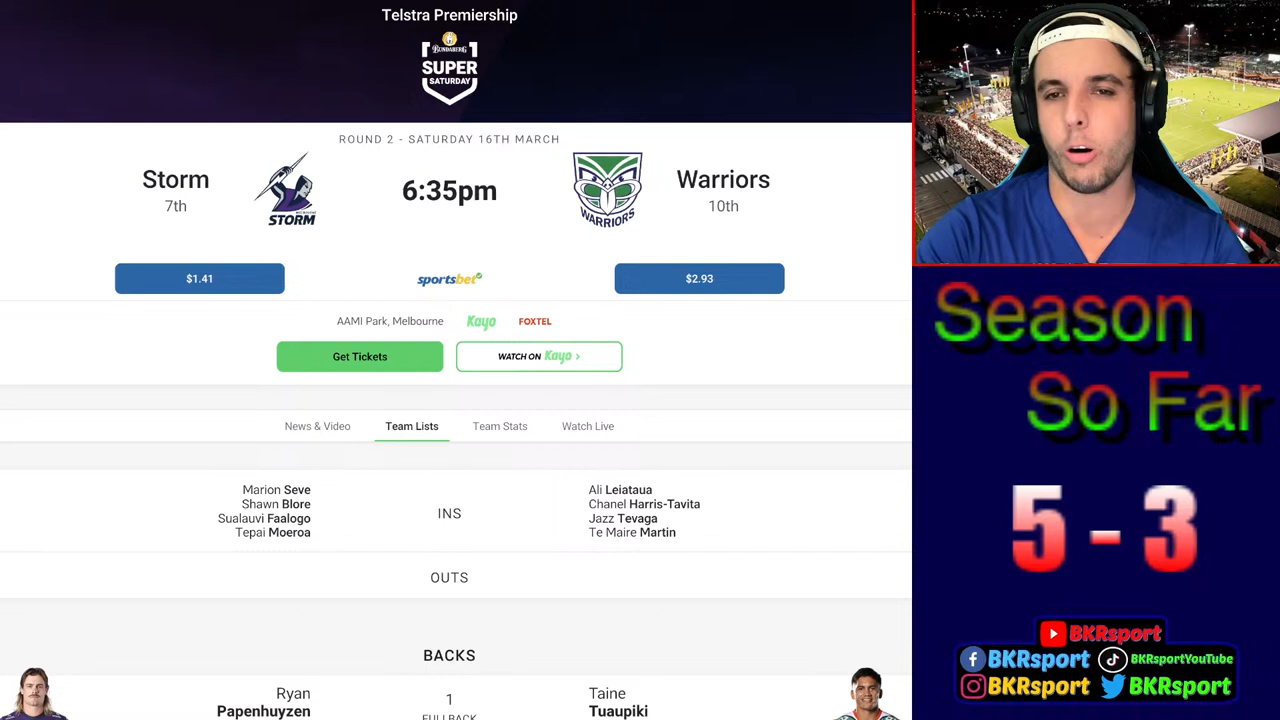 Telstra Premiership
BUNDABERG
SUPER
SATURDAY
ROUND 2 - SATURDAY 16TH MARCH
Storm
7th
STORM
6:35pm
WARRIORS
Warriors
10th
$1.41
sportsbet
$2.93
AAMI Park, Melbourne Kayo FOXTEL
Get Tickets
WATCH ON Kayo >
News & Video Team Lists Team Stats Watch Live
Marion Seve
Shawn Blore
Sualauvi Faalogo
Tepai Moeroa
INS
Ali Leiataua
Chanel Harris-Tavita
Jazz Tevaga
Te Maire Martin
OUTS
BACKS
Ryan
Papenhuyzen
1
FULLBACK
Taine
Tuaupiki
Season
So Far
5 - 3
BKRsport
BKRsport BKRsportYouTube
BKRsport BKRsport